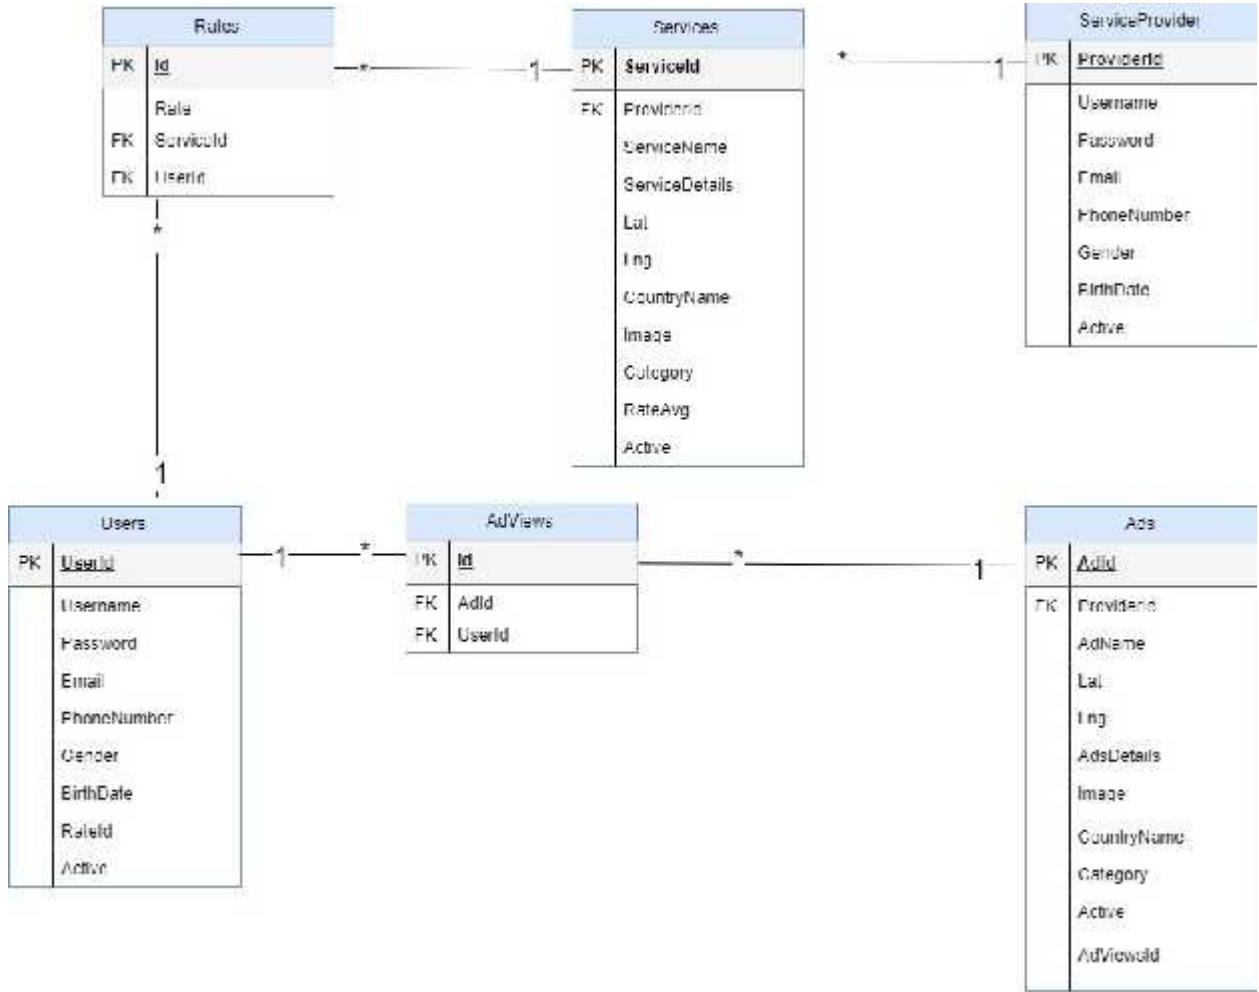 Rates
PK Id
Rate
FK ServiceId
FK UserId
*
1
*
1
Services
PK ServiceId
FK ProviderId
ServiceName
ServiceDetails
Lat
Lng
CountryName
Image
Category
RateAvg
Active
*
1
ServiceProvider
PK ProviderId
Username
Password
Email
PhoneNumber
Gender
BirthDate
Active
Users
PK UserId
Username
Password
Email
PhoneNumber
Gender
BirthDate
RateId
Active
1
*
AdViews
PK Id
FK AdId
FK UserId
*
1
Ads
PK AdId
FK ProviderId
AdName
Lat
Lng
AdsDetails
Image
CountryName
Category
Active
AdViewsId